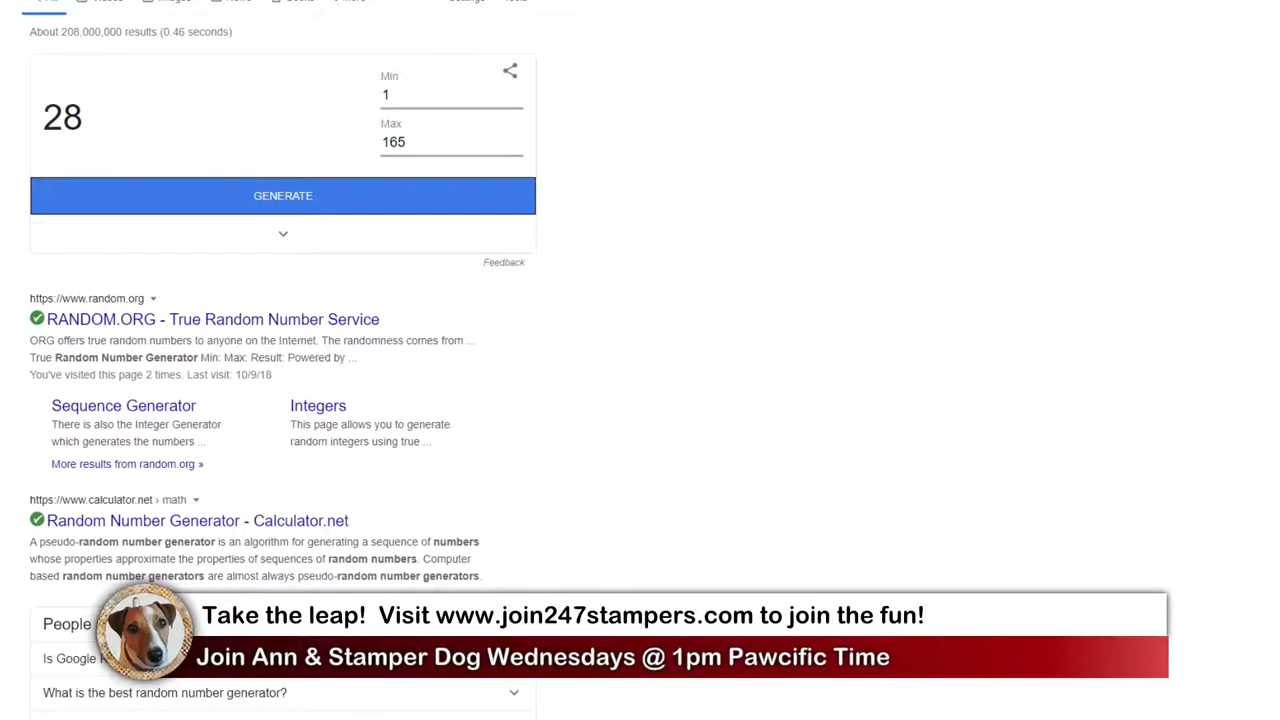 About 208,000,000 results (0.46 seconds)
28
Min
1
Max
165
GENERATE
Feedback
https://www.random.org
RANDOM.ORG - True Random Number Service
ORG offers true random numbers to anyone on the Internet. The randomness comes from ...
True Random Number Generator Min: Max: Result: Powered by ...
You've visited this page 2 times. Last visit: 10/9/18
Sequence Generator
There is also the Integer Generator
which generates the numbers ...
Integers
This page allows you to generate
random integers using true ...
More results from random.org »
https://www.calculator.net › math
Random Number Generator - Calculator.net
A pseudo-random number generator is an algorithm for generating a sequence of numbers
whose properties approximate the properties of sequences of random numbers. Computer
based random number generators are almost always pseudo-random number generators.
People
Is Google
What is the best random number generator?
Take the leap! Visit www.join247stampers.com to join the fun!
Join Ann & Stamper Dog Wednesdays @ 1pm Pawcific Time